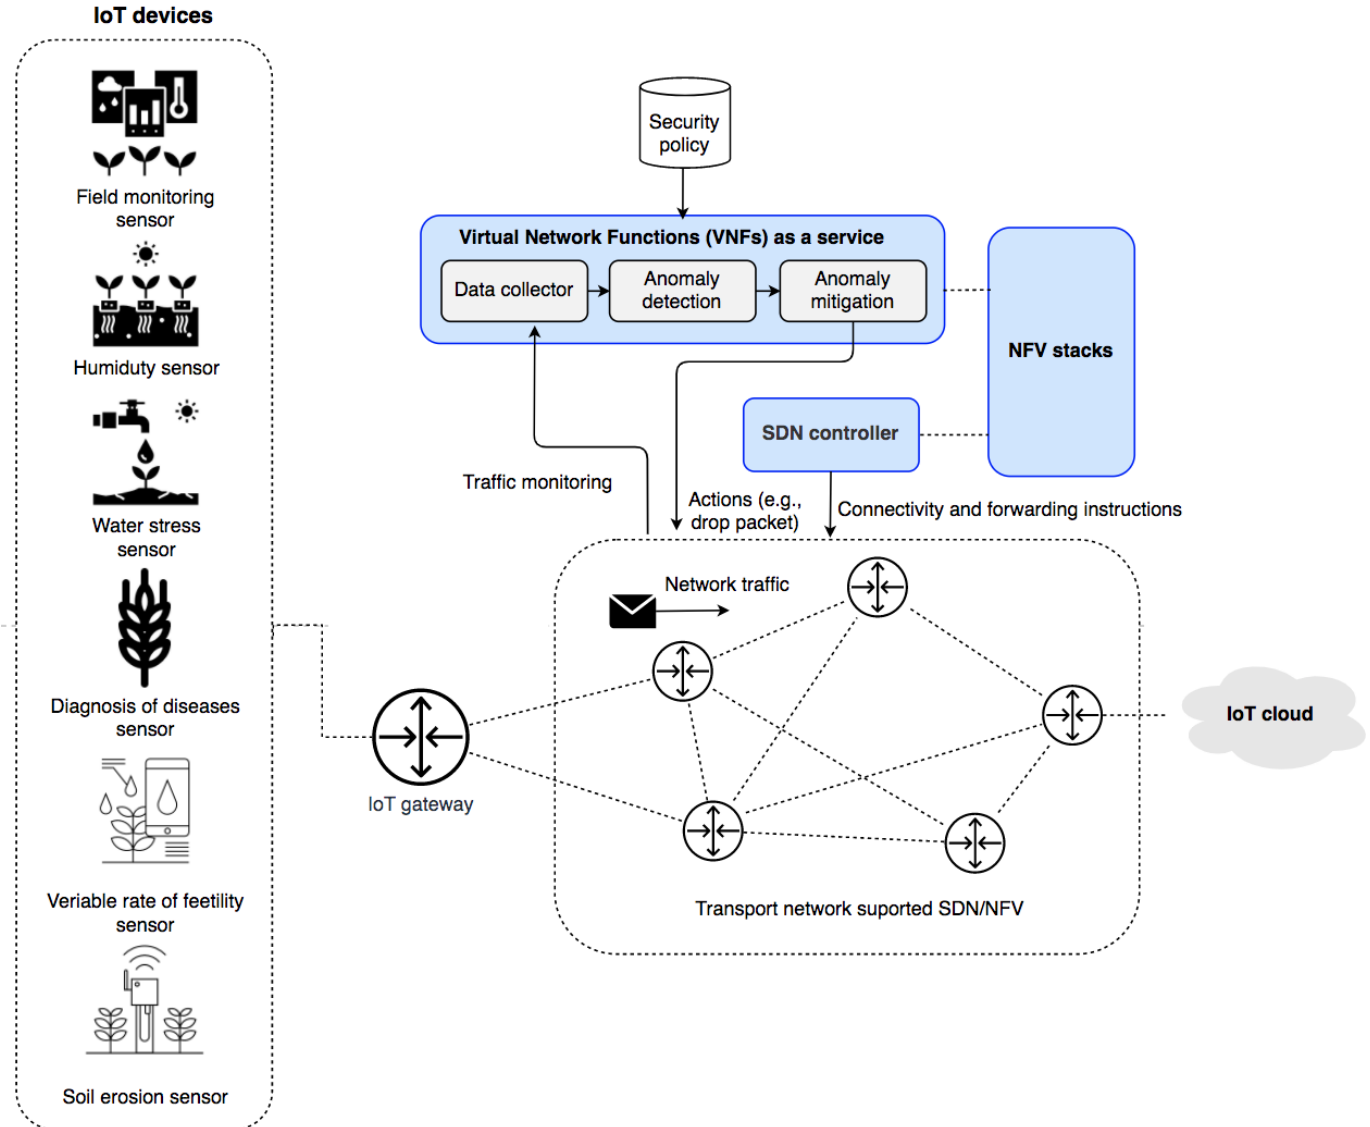 IoT devices
Field monitoring
sensor
Humiduty sensor
Water stress
sensor
Diagnosis of diseases
sensor
Veriable rate of feetility
sensor
Soil erosion sensor
IoT gateway
Security
policy
Virtual Network Functions (VNFs) as a service
Data collector
Anomaly
detection
Anomaly
mitigation
NFV stacks
SDN controller
Traffic monitoring
Actions (e.g.,
drop packet)
Connectivity and forwarding instructions
Network traffic
Transport network suported SDN/NFV
IoT cloud